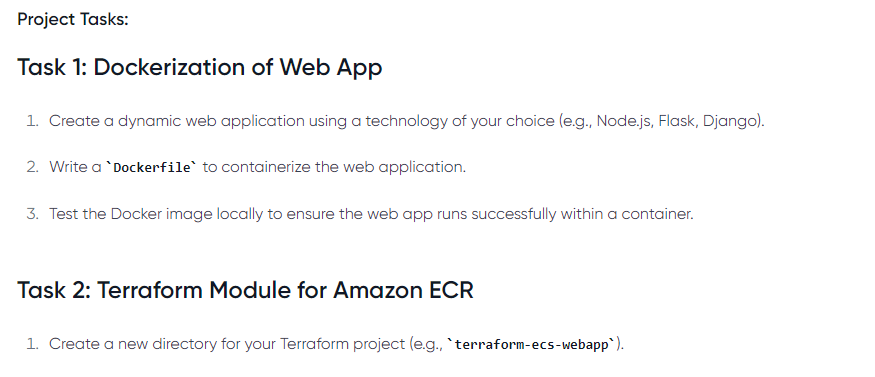 Project Tasks:
Task 1: Dockerization of Web App
1. Create a dynamic web application using a technology of your choice (e.g., Node.js, Flask, Django).
2. Write a `Dockerfile` to containerize the web application.
3. Test the Docker image locally to ensure the web app runs successfully within a container.
Task 2: Terraform Module for Amazon ECR
1. Create a new directory for your Terraform project (e.g., `terraform-ecs-webapp`).